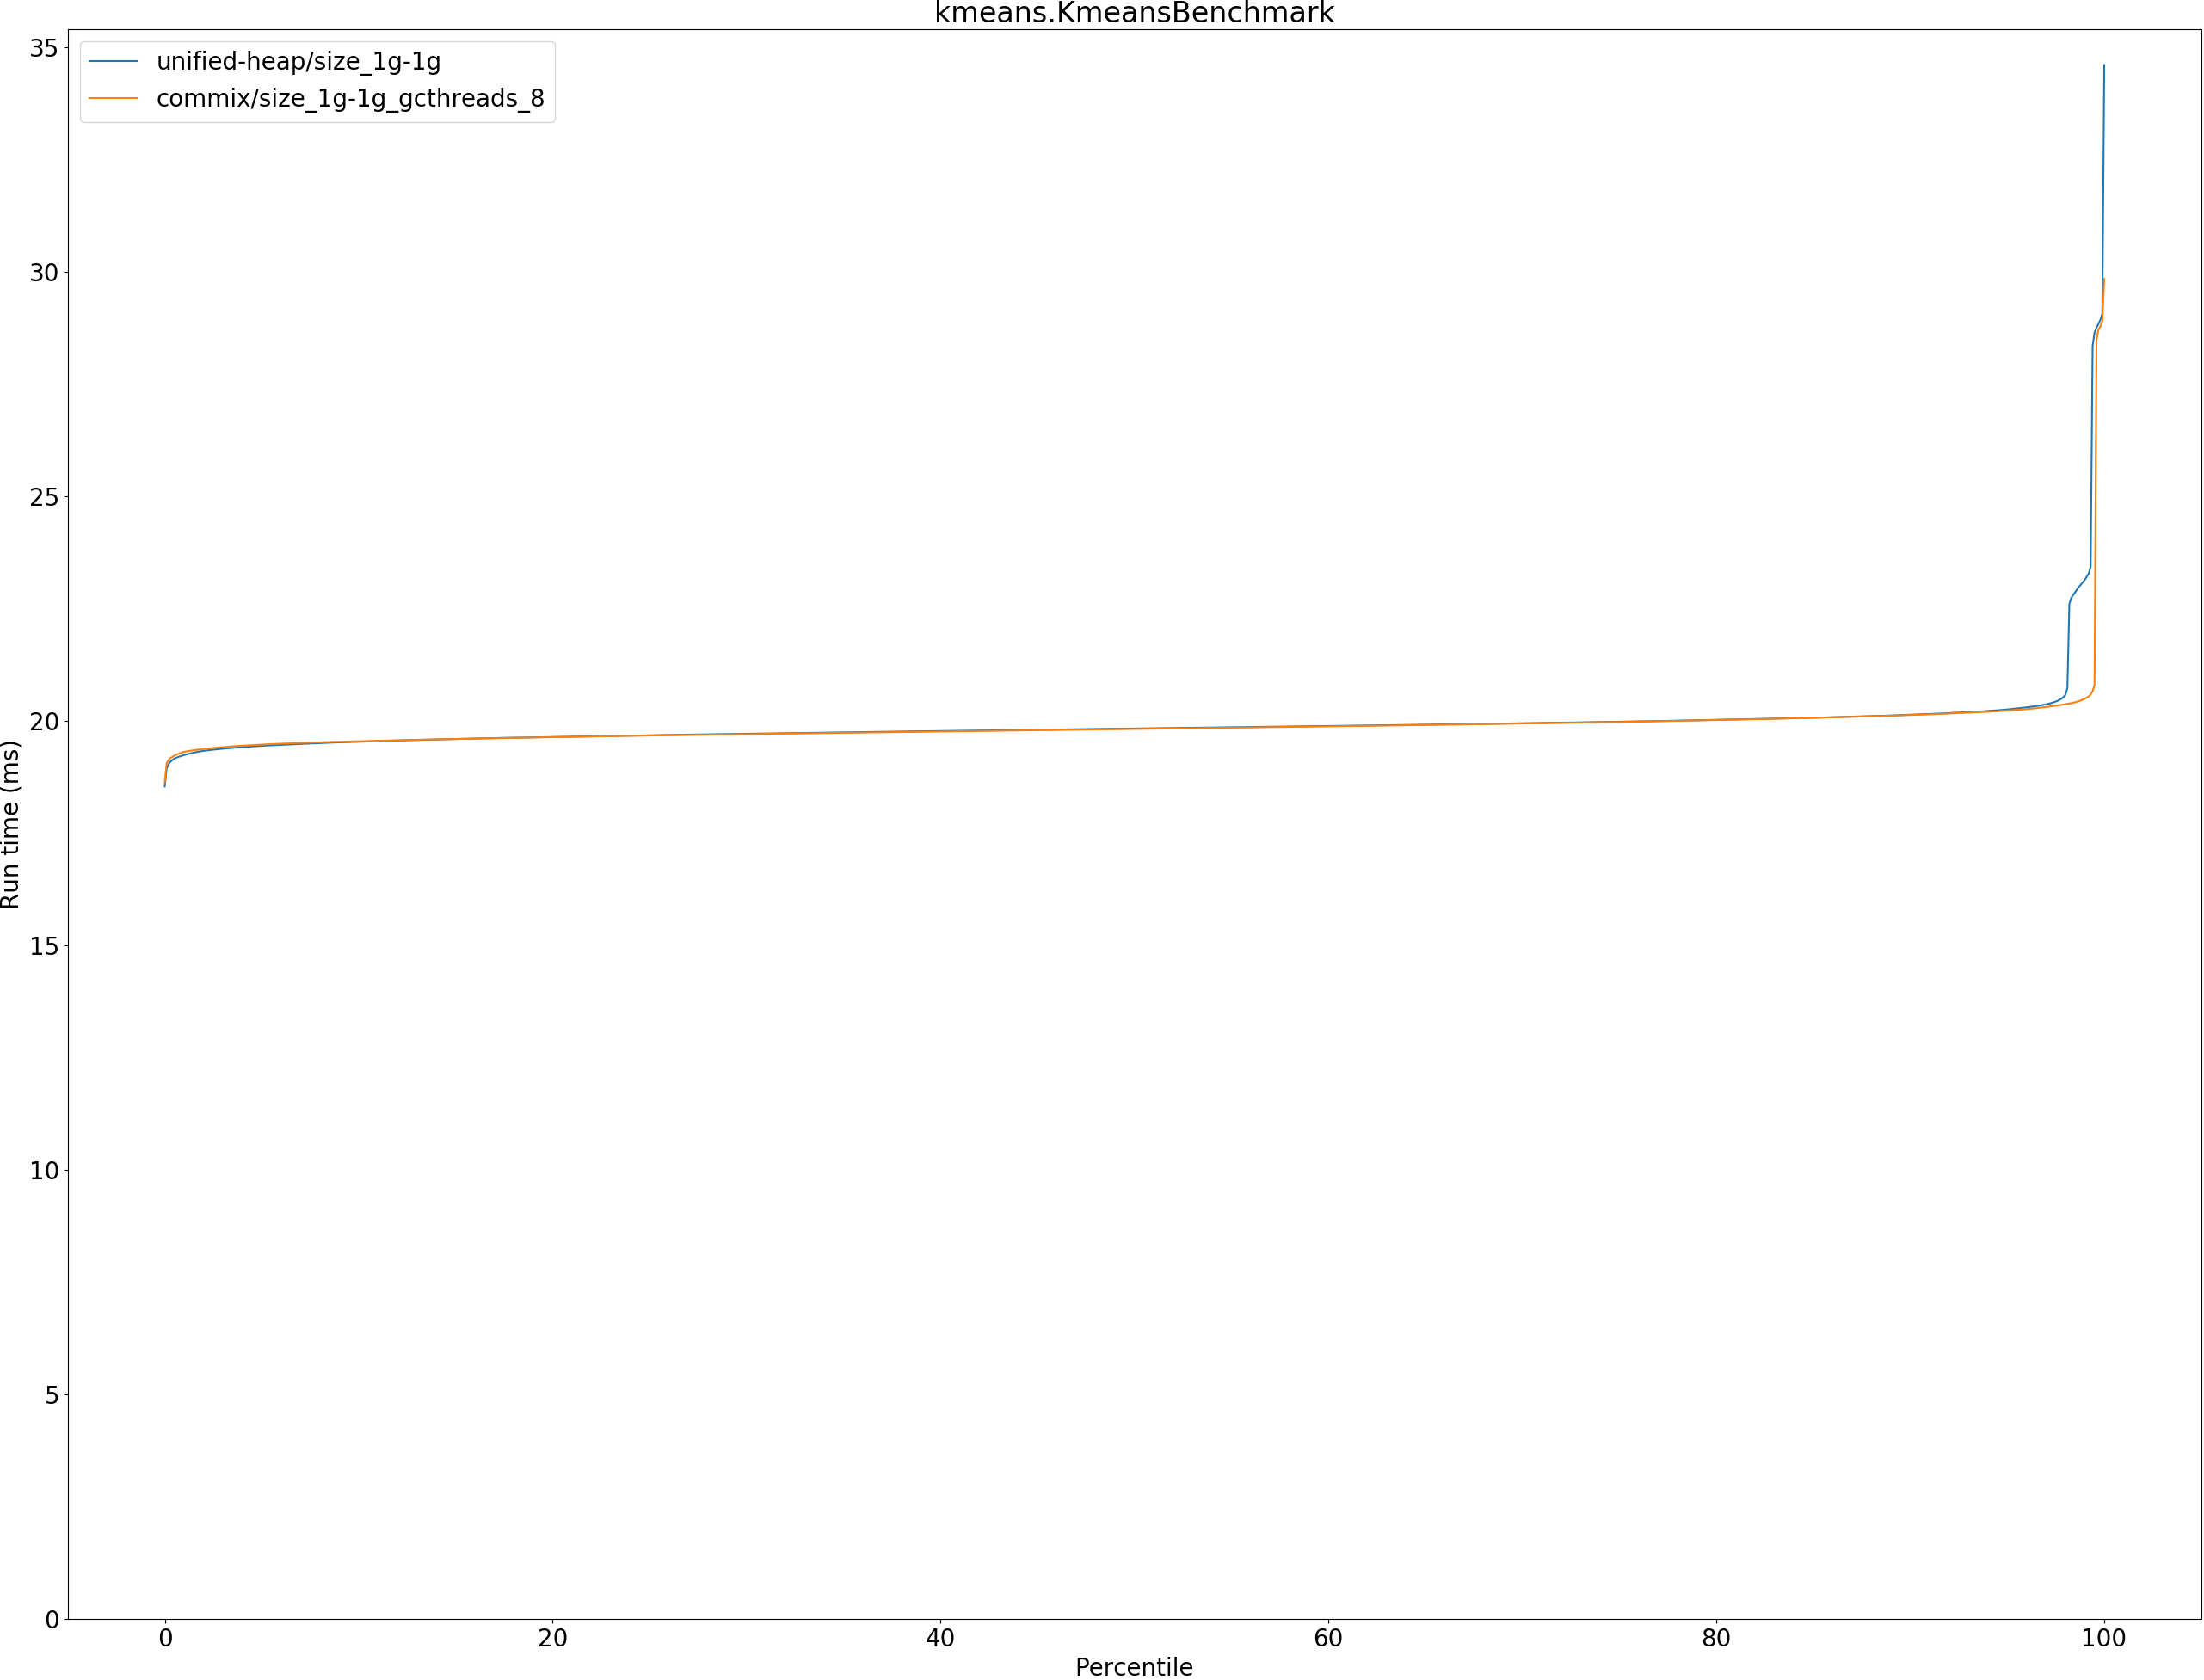 kmeans.KmeansBenchmark
unified-heap/size_1g-1g
commix/size_1g-1g_gcthreads_8
35
30
25
20
15
10
5
0
Run time (ms)
0 20 40 60 80 100
Percentile